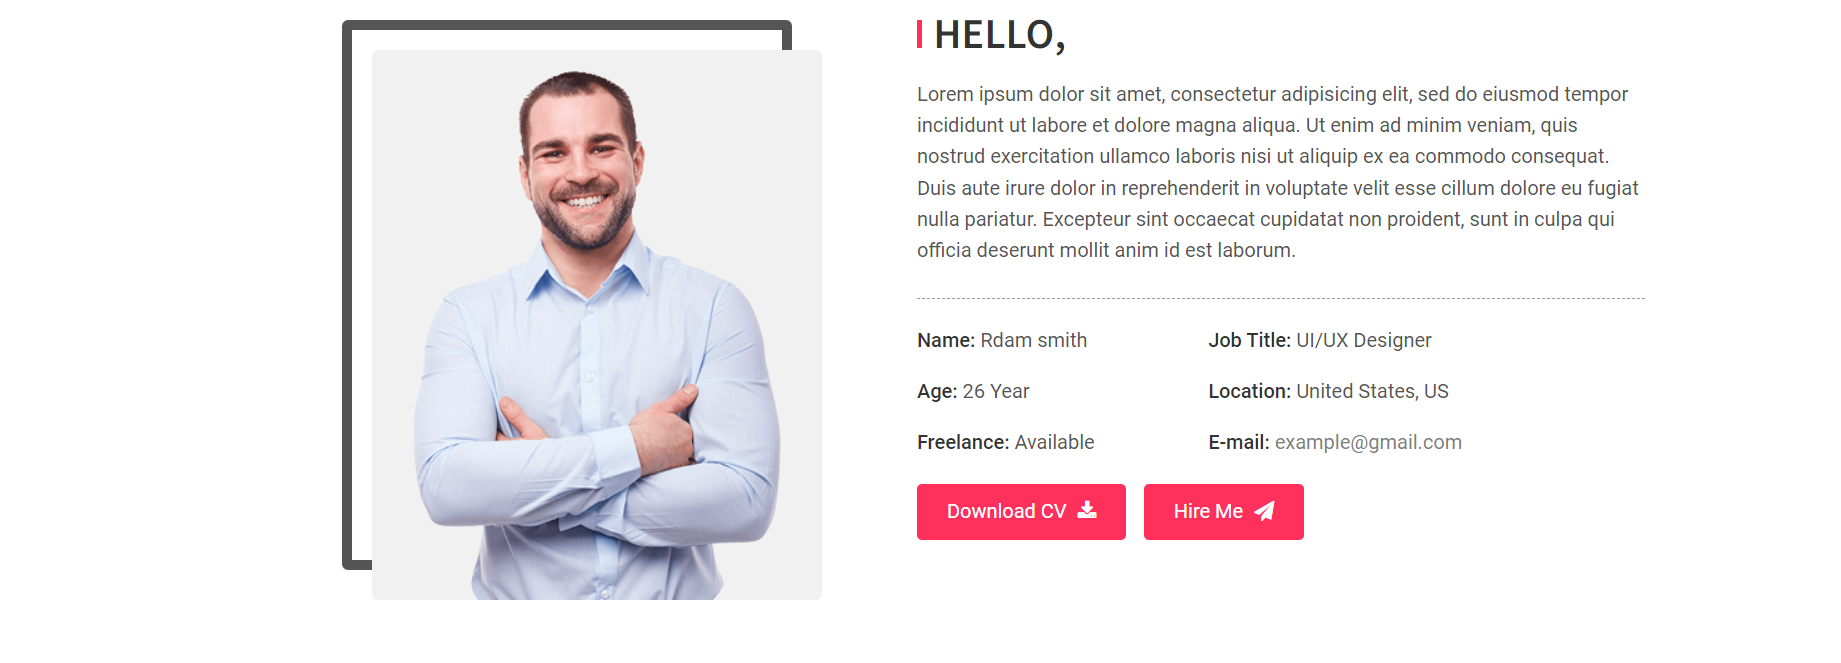 HELLO,
Lorem ipsum dolor sit amet, consectetur adipisicing elit, sed do eiusmod tempor
incididunt ut labore et dolore magna aliqua. Ut enim ad minim veniam, quis
nostrud exercitation ullamco laboris nisi ut aliquip ex ea commodo consequat.
Duis aute irure dolor in reprehenderit in voluptate velit esse cillum dolore eu fugiat
nulla pariatur. Excepteur sint occaecat cupidatat non proident, sunt in culpa qui
officia deserunt mollit anim id est laborum.
Name: Rdam smith
Job Title: UI/UX Designer
Age: 26 Year
Location: United States, US
Freelance: Available
E-mail: example@gmail.com
Download CV
Hire Me